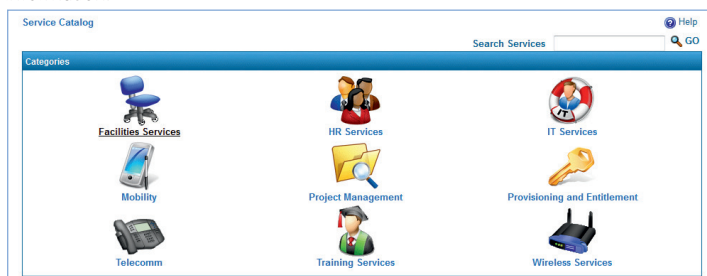 Service Catalog
Help
Search Services
GO
Categories
Facilities Services
HR Services
IT
IT Services
Mobility
Project Management
Provisioning and Entitlement
Telecomm
Training Services
Wireless Services